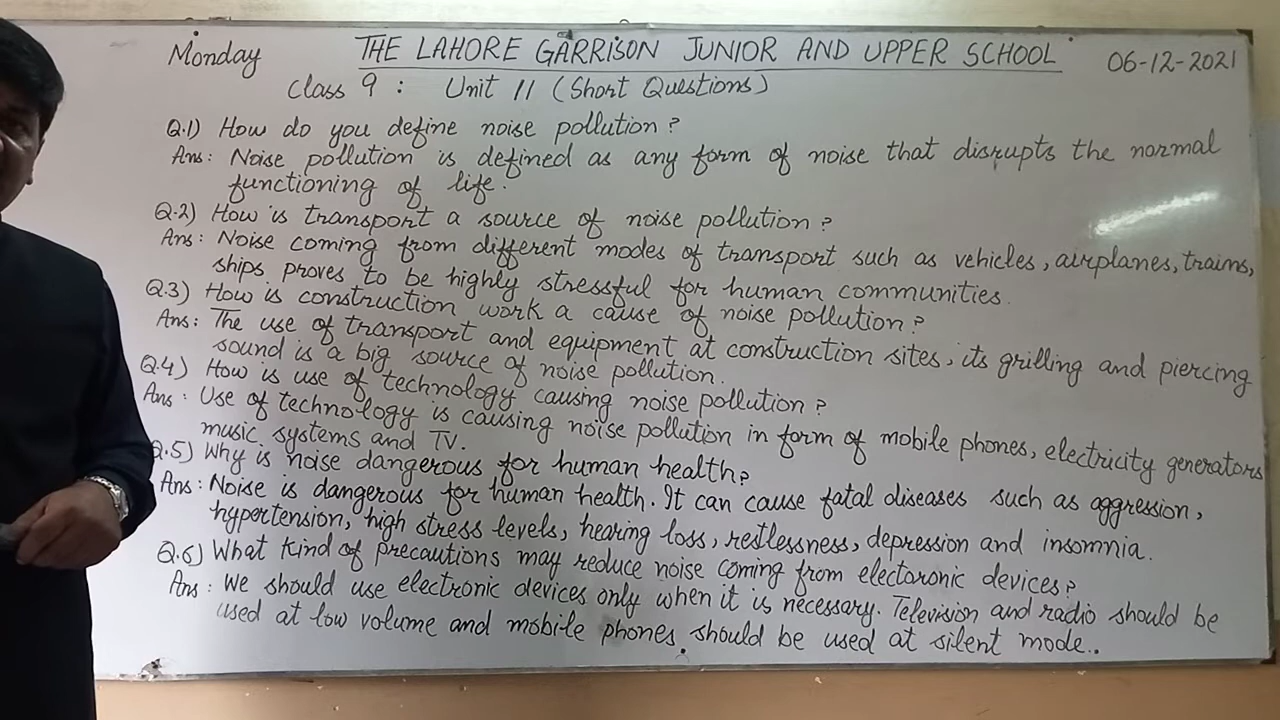 Monday THE LAHORE GARRISON JUNIOR AND UPPER SCHOOL 06-12-2021
Class 9 : Unit 11 (Short Questions)
Q.1) How do you define noise pollution?
Ans: Noise pollution is defined as any form of noise that disrupts the normal
functioning of life.
Q.2) How is transport a source of noise pollution?
Ans: Noise coming from different modes of transport such as vehicles, airplanes, trains,
ships proves to be highly stressful for human communities.
Q.3) How is construction work a cause of noise pollution?
Ans: The use of transport and equipment at construction sites, its grilling and piercing
sound is a big source of noise pollution.
Q.4) How is use of technology causing noise pollution?
Ans: Use of technology is causing noise pollution in form of mobile phones, electricity generators
music systems and TV.
Q.5) Why is noise dangerous for human health?
Ans: Noise is dangerous for human health. It can cause fatal diseases such as aggression,
hypertension, high stress levels, hearing loss, restlessness, depression and insomnia.
Q.6) What kind of precautions may reduce noise coming from electoronic devices?
Ans: We should use electronic devices only when it is necessary. Television and radio should be
used at low volume and mobile phones should be used at silent mode..